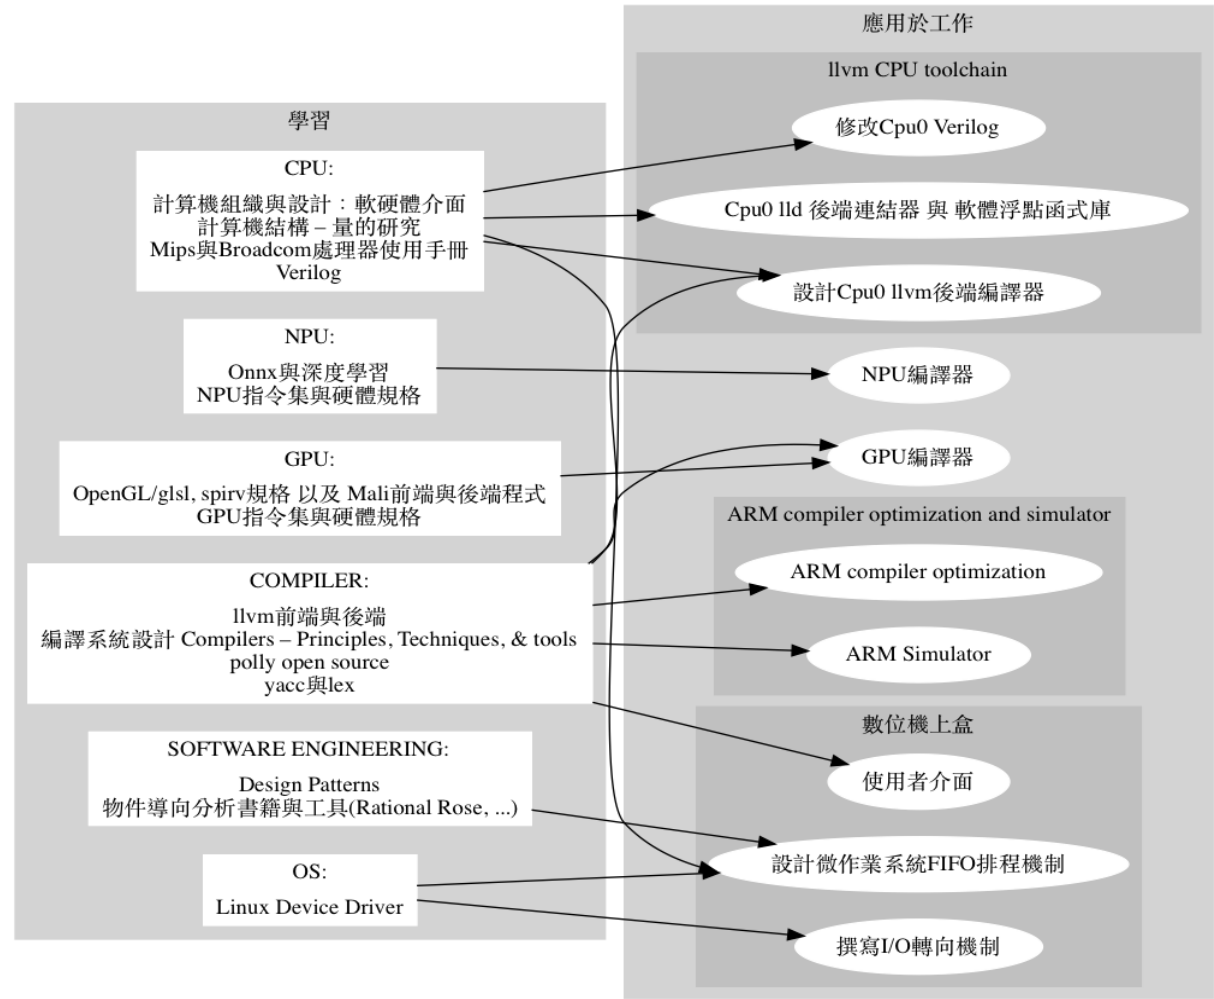 學習
CPU:
計算機組織與設計：軟硬體介面
計算機結構 – 量的研究
Mips與Broadcom處理器使用手冊
Verilog
NPU:
Onnx與深度學習
NPU指令集與硬體規格
GPU:
OpenGL/glsl, spirv規格 以及 Mali前端與後端程式
GPU指令集與硬體規格
COMPILER:
llvm前端與後端
編譯系統設計 Compilers – Principles, Techniques, & tools
polly open source
yacc與lex
SOFTWARE ENGINEERING:
Design Patterns
物件導向分析書籍與工具(Rational Rose, ...)
OS:
Linux Device Driver
應用於工作
llvm CPU toolchain
修改Cpu0 Verilog
Cpu0 lld 後端連結器 與 軟體浮點函式庫
設計Cpu0 llvm後端編譯器
NPU編譯器
GPU編譯器
ARM compiler optimization and simulator
ARM compiler optimization
ARM Simulator
數位機上盒
使用者介面
設計微作業系統FIFO排程機制
撰寫I/O轉向機制